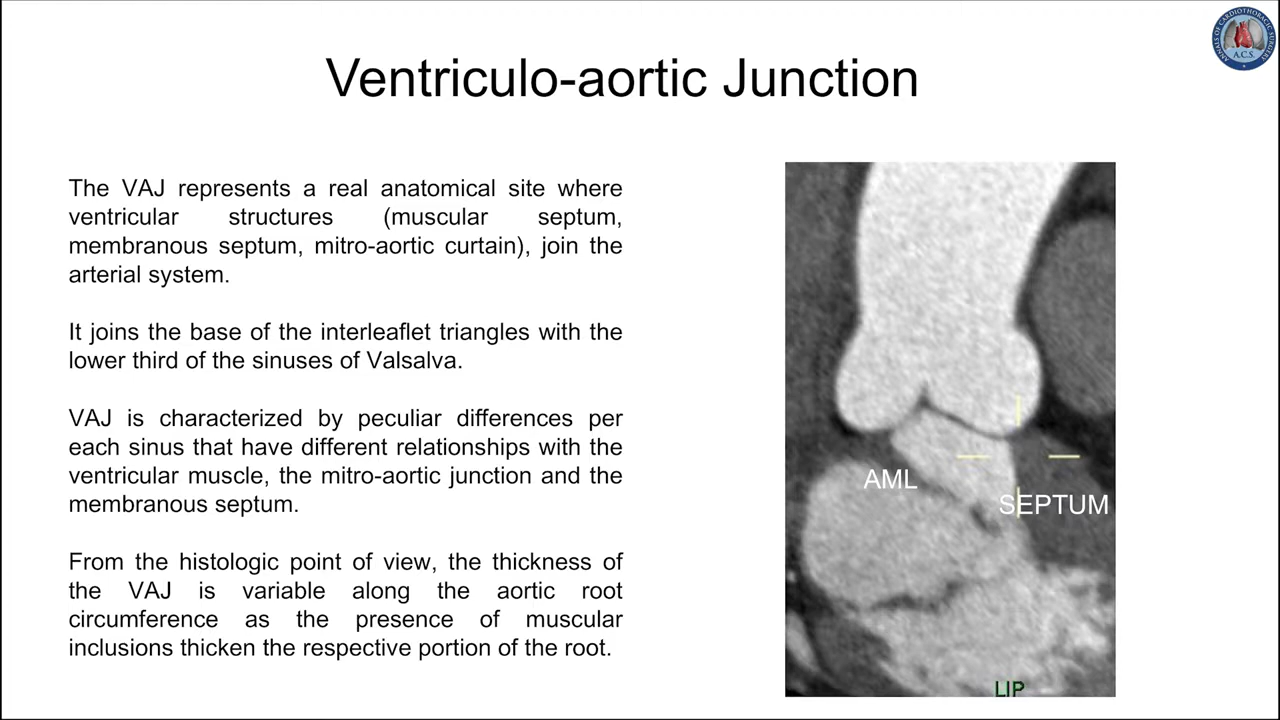 Ventriculo-aortic Junction
ANNALS OF CARDIOTHORACIC SURGERY
A.C.S.
The VAJ represents a real anatomical site where
ventricular structures (muscular septum,
membranous septum, mitro-aortic curtain), join the
arterial system.
It joins the base of the interleaflet triangles with the
lower third of the sinuses of Valsalva.
VAJ is characterized by peculiar differences per
each sinus that have different relationships with the
ventricular muscle, the mitro-aortic junction and the
membranous septum.
From the histologic point of view, the thickness of
the VAJ is variable along the aortic root
circumference as the presence of muscular
inclusions thicken the respective portion of the root.
AML
SEPTUM
LIP